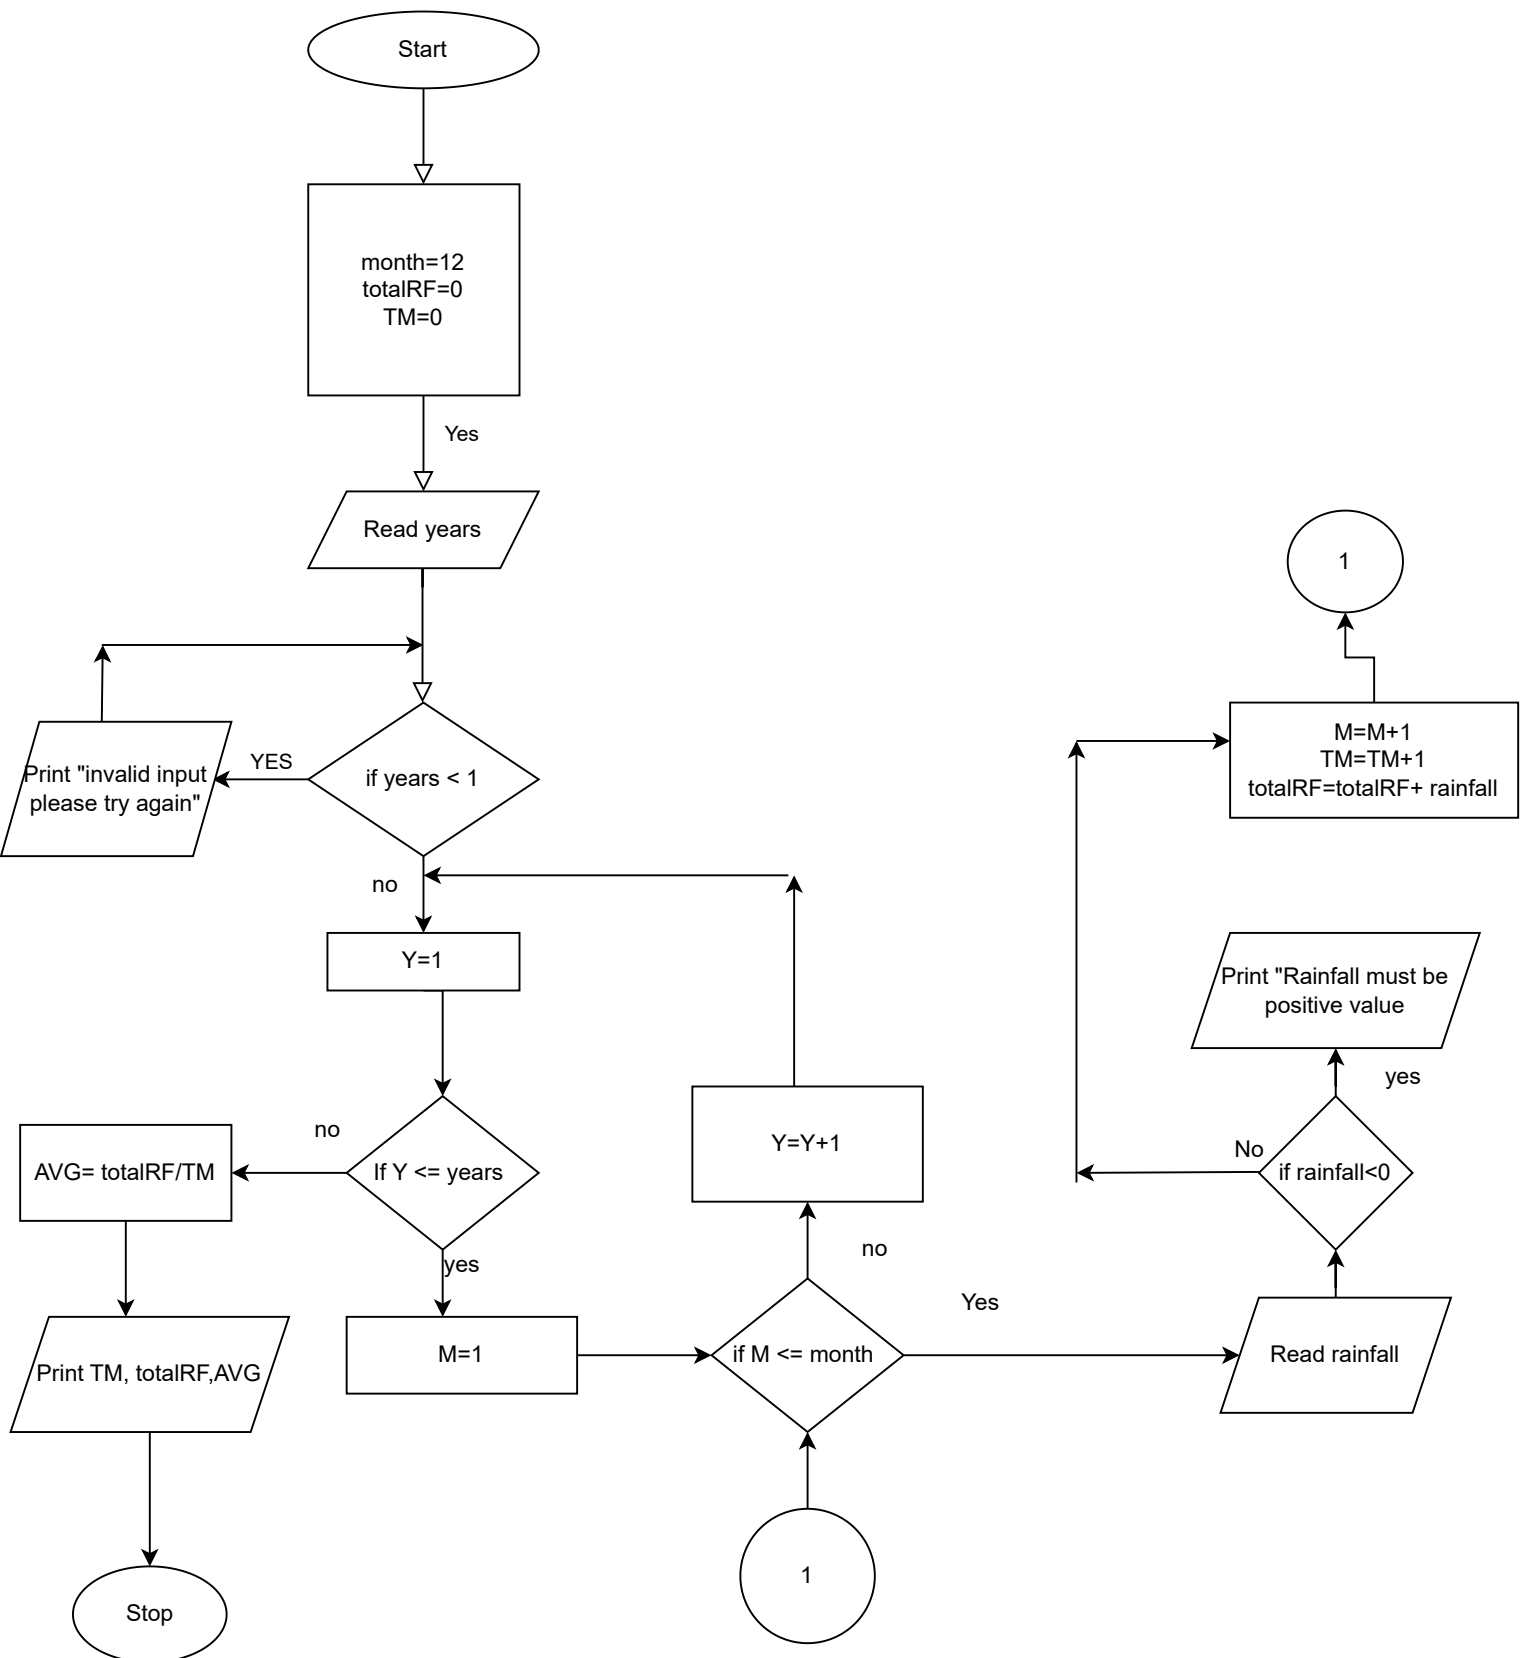 Start
month=12
totalRF=0
TM=0
Yes
Read years
1
M=M+1
TM=TM+1
totalRF=totalRF+ rainfall
YES
if years < 1
Print "invalid input
please try again"
no
Y=1
Print "Rainfall must be
positive value
yes
no
AVG= totalRF/TM
If Y <= years
Y=Y+1
No
if rainfall<0
yes
no
Yes
Print TM, totalRF,AVG
M=1
if M <= month
Read rainfall
Stop
1